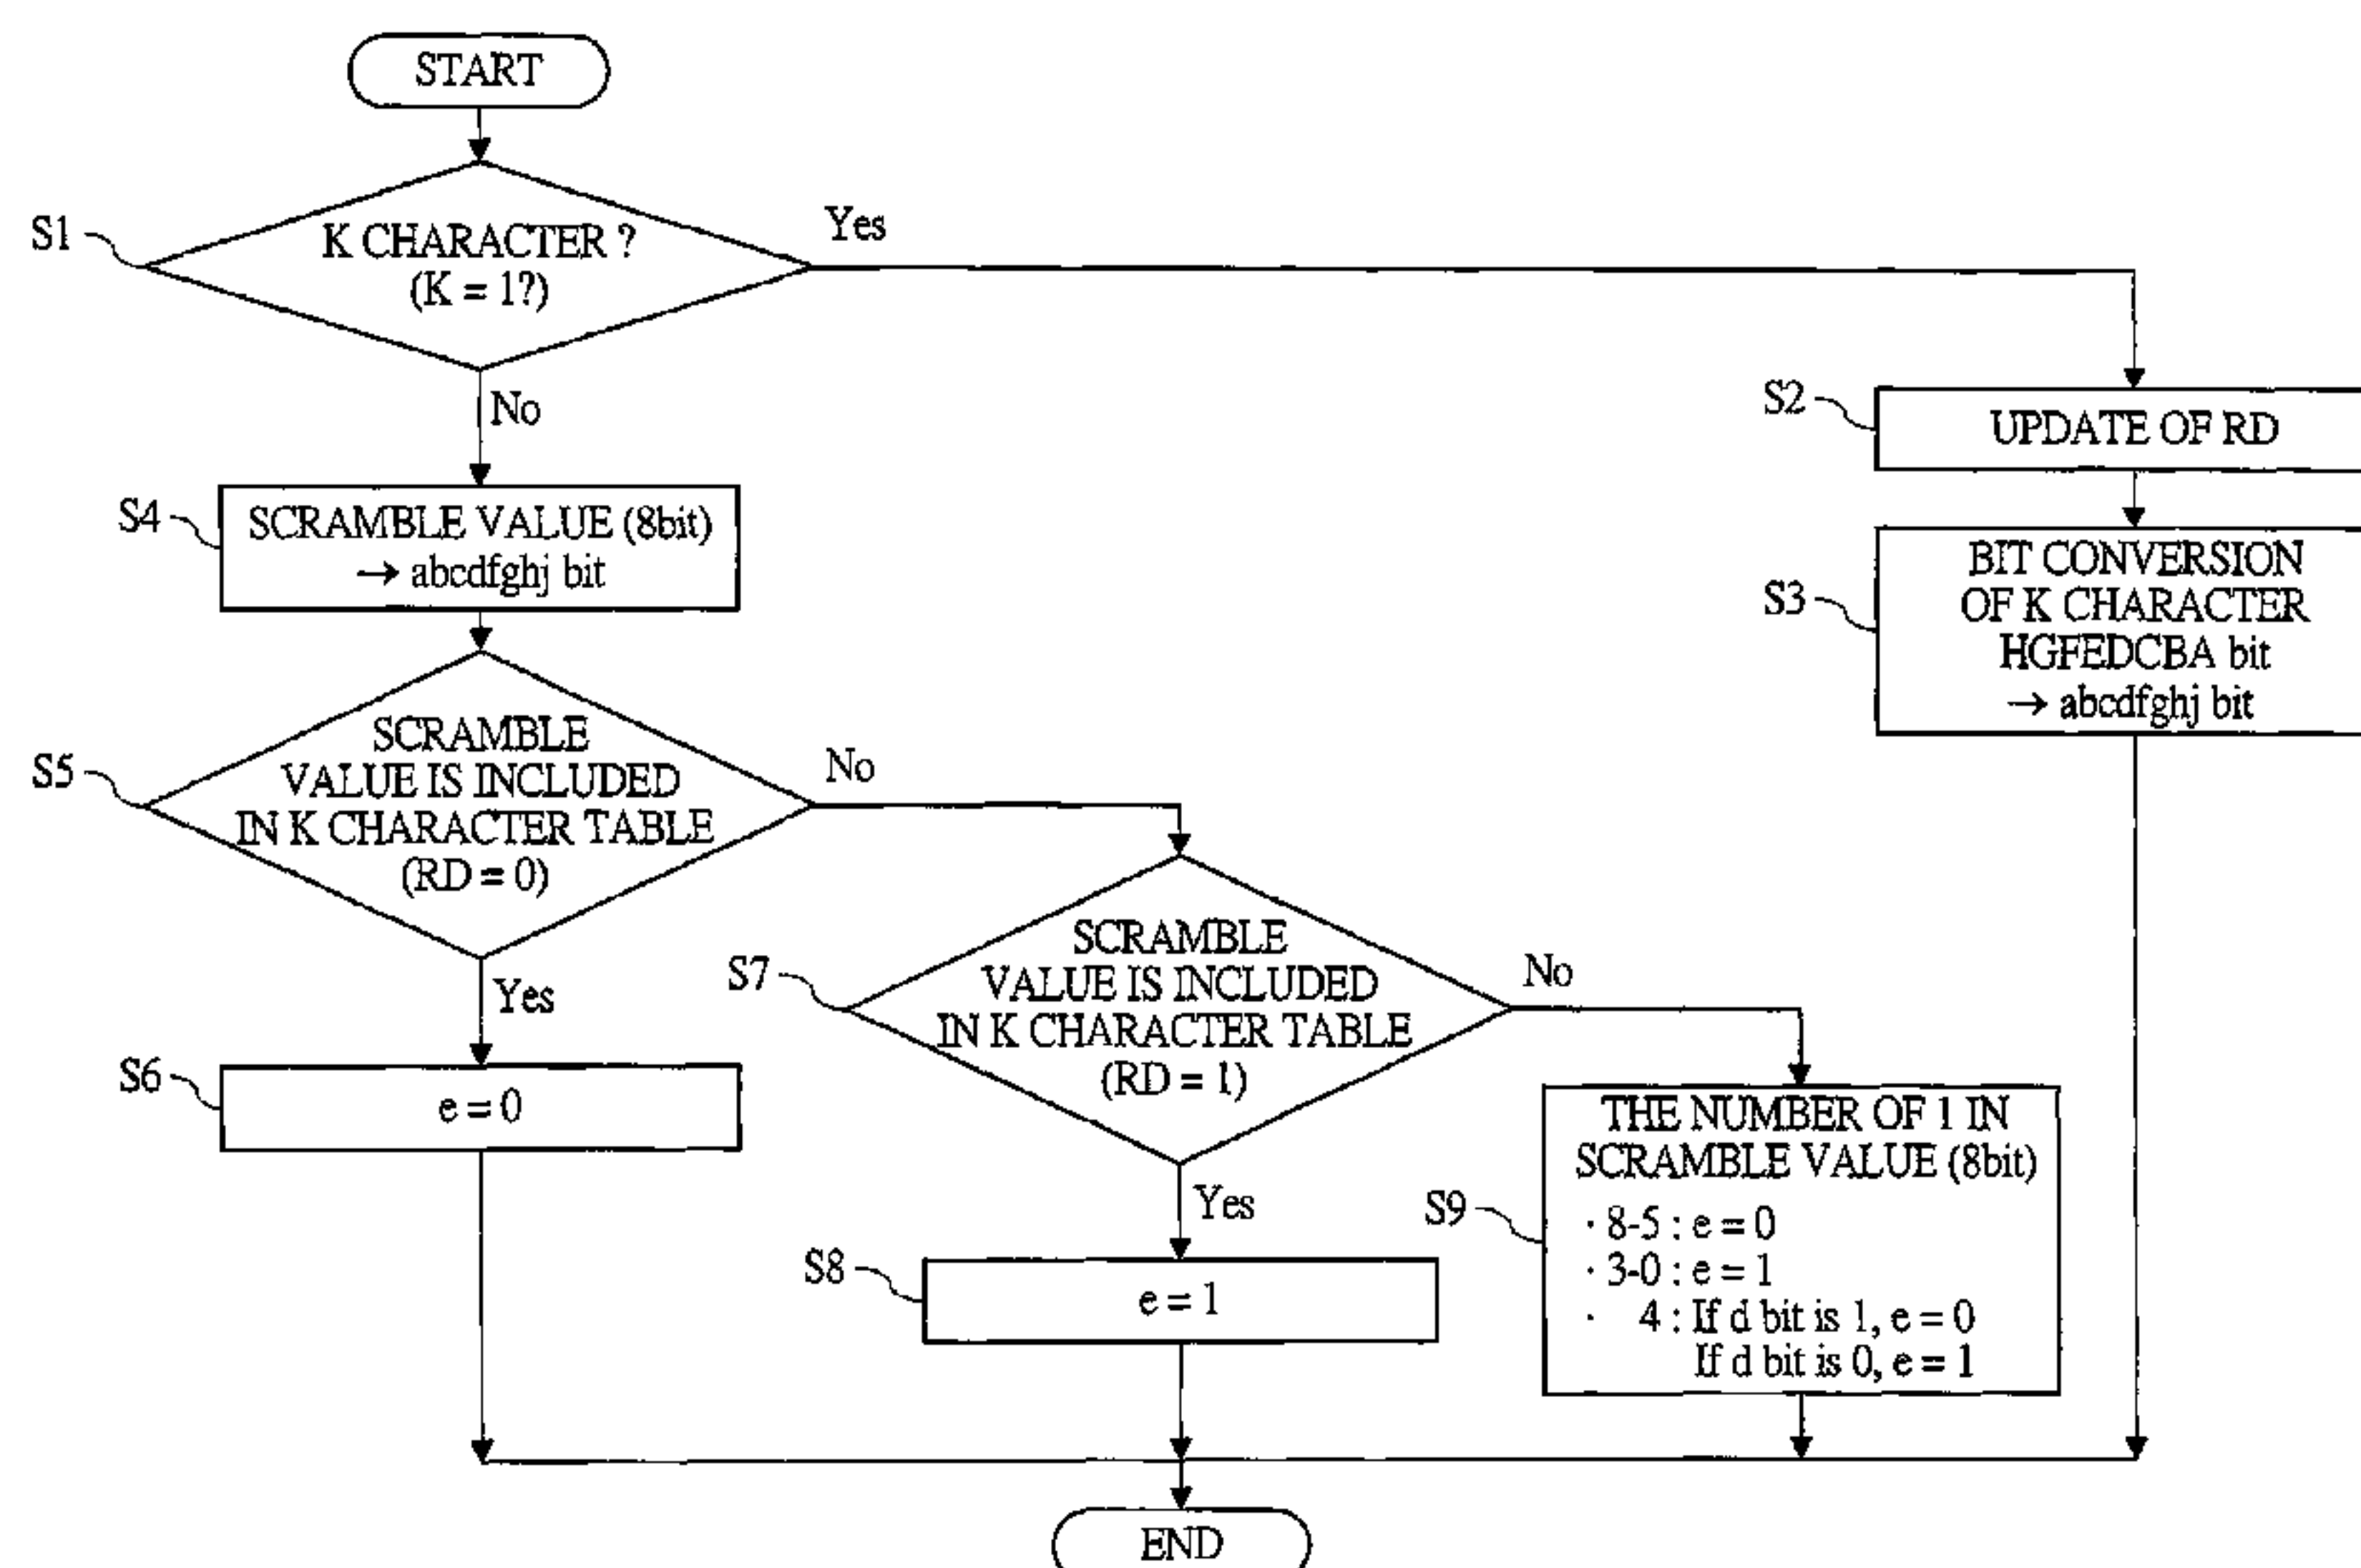 START
S1
K CHARACTER ?
(K = 1?)
Yes
No
S2
UPDATE OF RD
S3
BIT CONVERSION
OF K CHARACTER
HGFEDCBA bit
→ abcdfghj bit
S4
SCRAMBLE VALUE (8bit)
→ abcdfghj bit
S5
SCRAMBLE
VALUE IS INCLUDED
IN K CHARACTER TABLE
(RD = 0)
No
Yes
S6
e = 0
S7
SCRAMBLE
VALUE IS INCLUDED
IN K CHARACTER TABLE
(RD = 1)
No
Yes
S8
e = 1
S9
THE NUMBER OF 1 IN
SCRAMBLE VALUE (8bit)
· 8-5 : e = 0
· 3-0 : e = 1
· 4 : If d bit is 1, e = 0
If d bit is 0, e = 1
END